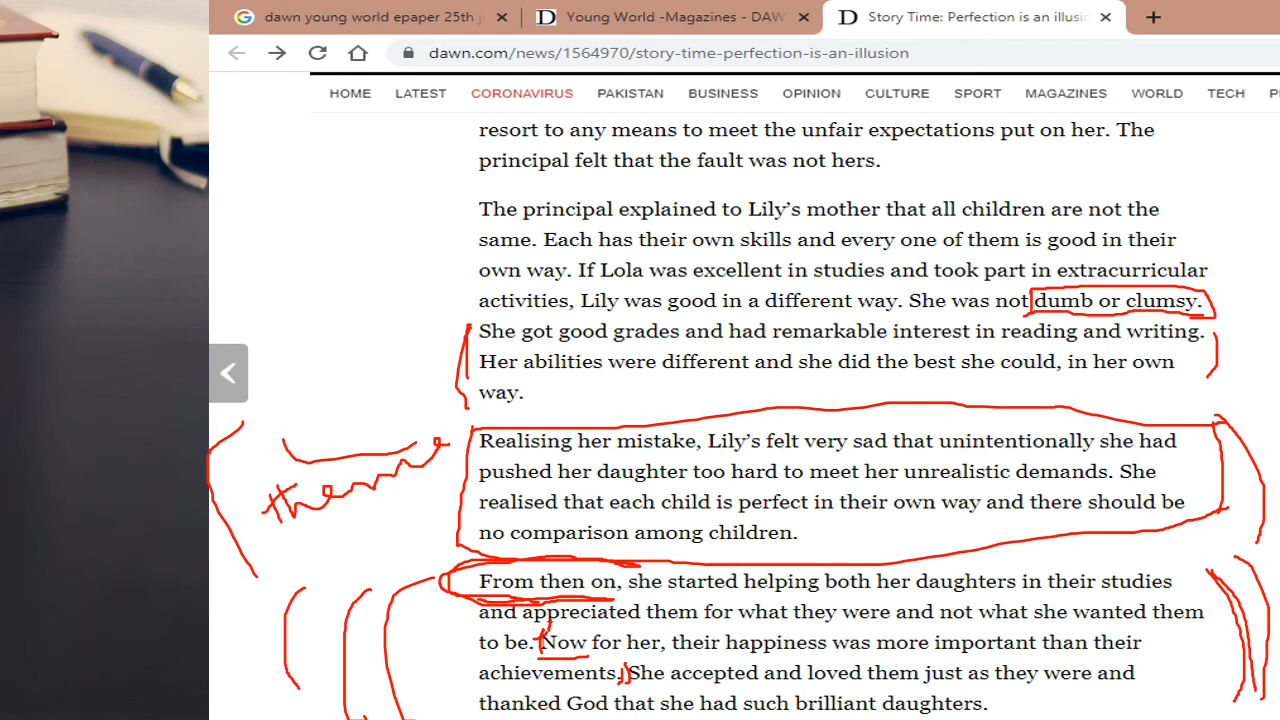 dawn young world epaper 25th j
Young World -Magazines - DAW
Story Time: Perfection is an illusi
dawn.com/news/1564970/story-time-perfection-is-an-illusion
HOME LATEST CORONAVIRUS PAKISTAN BUSINESS OPINION CULTURE SPORT MAGAZINES WORLD TECH
resort to any means to meet the unfair expectations put on her. The
principal felt that the fault was not hers.
The principal explained to Lily’s mother that all children are not the
same. Each has their own skills and every one of them is good in their
own way. If Lola was excellent in studies and took part in extracurricular
activities, Lily was good in a different way. She was not dumb or clumsy.
She got good grades and had remarkable interest in reading and writing.
Her abilities were different and she did the best she could, in her own
way.
Realising her mistake, Lily’s felt very sad that unintentionally she had
pushed her daughter too hard to meet her unrealistic demands. She
realised that each child is perfect in their own way and there should be
no comparison among children.
theme
From then on, she started helping both her daughters in their studies
and appreciated them for what they were and not what she wanted them
to be. Now for her, their happiness was more important than their
achievements. She accepted and loved them just as they were and
thanked God that she had such brilliant daughters.